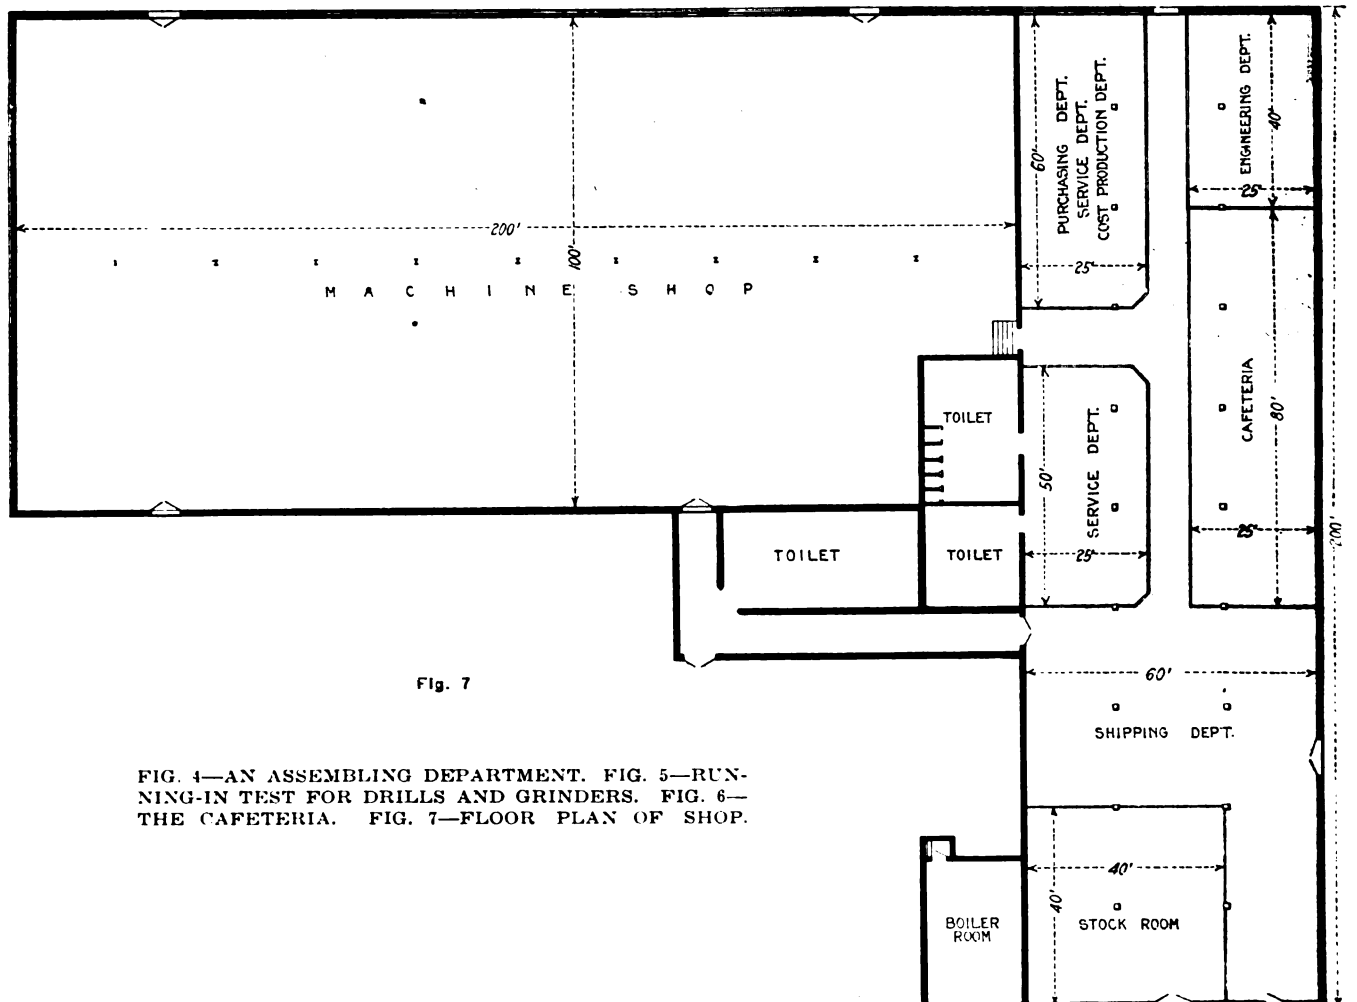 PURCHASING DEPT.
SERVICE DEPT.
COST PRODUCTION DEPT.
60'
25'
ENGINEERING DEPT.
40'
25'
200'
100'
MACHINE SHOP
TOILET
TOILET
TOILET
SERVICE DEPT.
50'
25'
CAFETERIA
80'
25'
200'
60'
SHIPPING DEPT.
40'
40'
STOCK ROOM
BOILER
ROOM
Fig. 7
FIG. 4—AN ASSEMBLING DEPARTMENT. FIG. 5—RUN-
NING-IN TEST FOR DRILLS AND GRINDERS. FIG. 6—
THE CAFETERIA. FIG. 7—FLOOR PLAN OF SHOP.